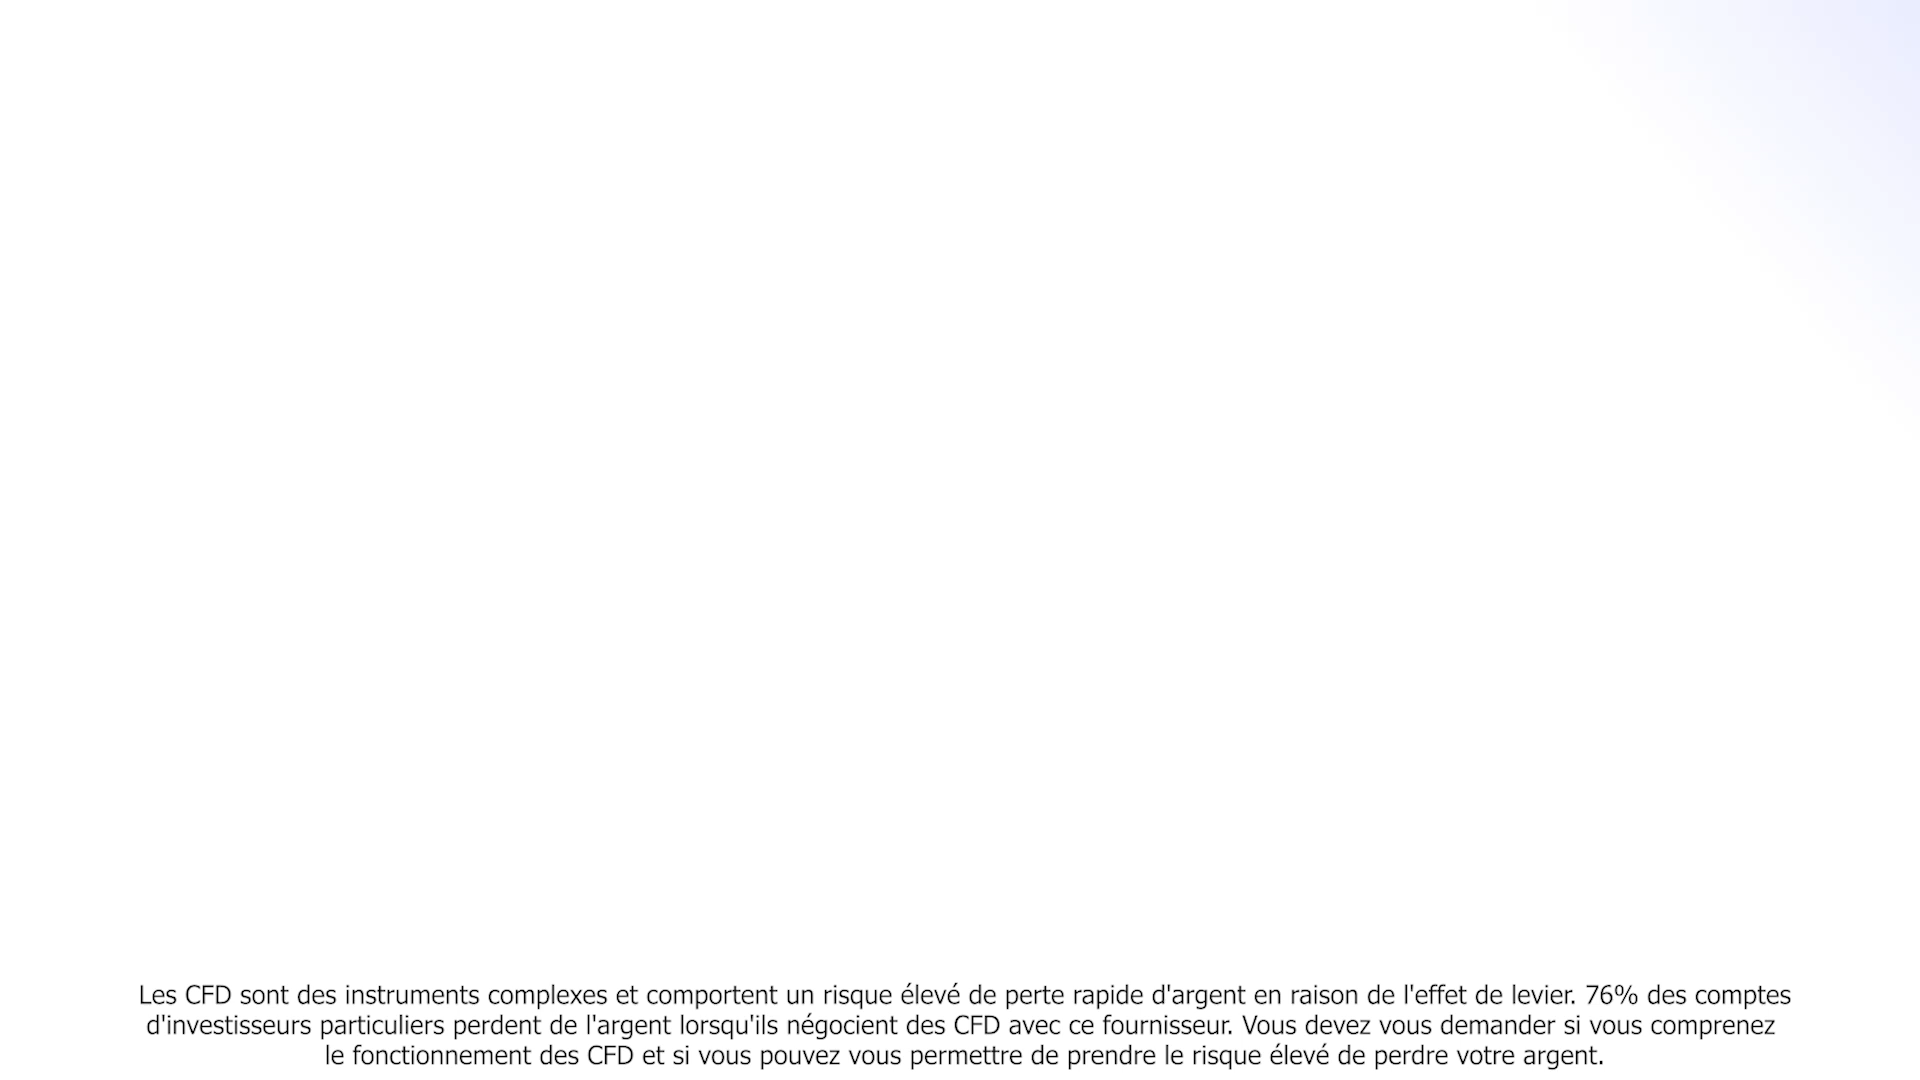 Les CFD sont des instruments complexes et comportent un risque élevé de perte rapide d'argent en raison de l'effet de levier. 76% des comptes
d'investisseurs particuliers perdent de l'argent lorsqu'ils négocient des CFD avec ce fournisseur. Vous devez vous demander si vous comprenez
le fonctionnement des CFD et si vous pouvez vous permettre de prendre le risque élevé de perdre votre argent.